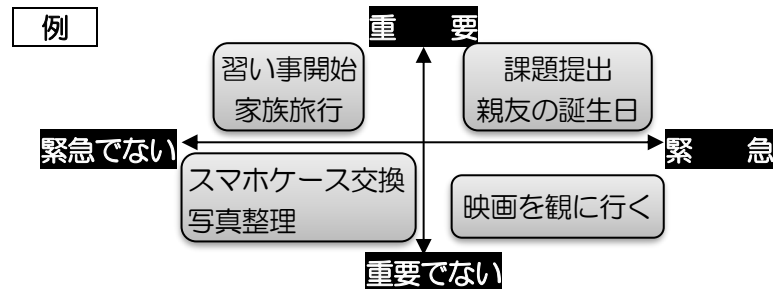 例
重 要
習い事開始
家族旅行
課題提出
親友の誕生日
緊急でない
緊 急
スマホケース交換
写真整理
映画を観に行く
重要でない